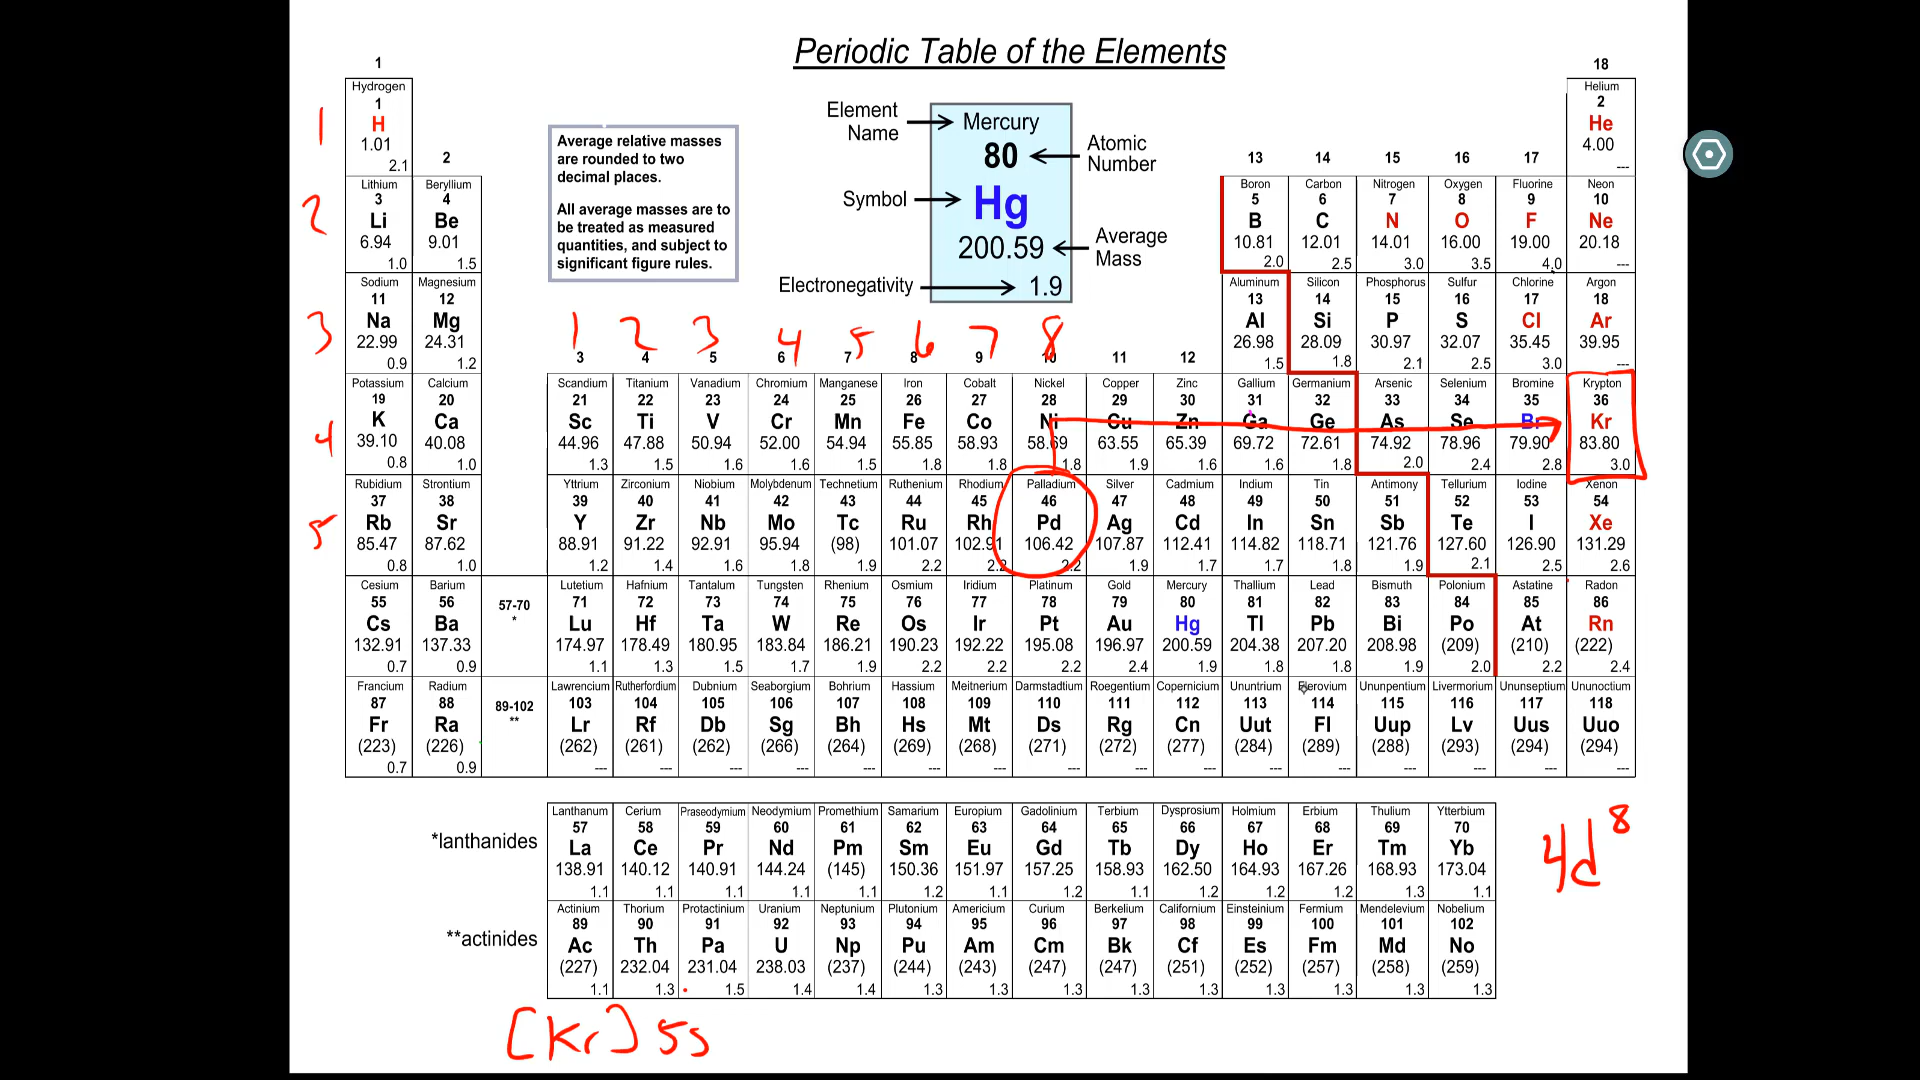 Periodic Table of the Elements
1
18
Hydrogen 1 H 1.01 2.1
Helium 2 He 4.00 ---
1
Element Name
Mercury 80 Hg 200.59 1.9
Atomic Number
Symbol
Average Mass
Electronegativity
Average relative masses
are rounded to two
decimal places.
All average masses are to
be treated as measured
quantities, and subject to
significant figure rules.
2 13 14 15 16 17
2
Lithium 3 Li 6.94 1.0
Beryllium 4 Be 9.01 1.5
Boron 5 B 10.81 2.0
Carbon 6 C 12.01 2.5
Nitrogen 7 N 14.01 3.0
Oxygen 8 O 16.00 3.5
Fluorine 9 F 19.00 4.0
Neon 10 Ne 20.18 ---
3
Sodium 11 Na 22.99 0.9
Magnesium 12 Mg 24.31 1.2
Aluminum 13 Al 26.98 1.5
Silicon 14 Si 28.09 1.8
Phosphorus 15 P 30.97 2.1
Sulfur 16 S 32.07 2.5
Chlorine 17 Cl 35.45 3.0
Argon 18 Ar 39.95 ---
1 2 3 4 5 6 7 8
3 4 5 6 7 8 9 10 11 12
4
Potassium 19 K 39.10 0.8
Calcium 20 Ca 40.08 1.0
Scandium 21 Sc 44.96 1.3
Titanium 22 Ti 47.88 1.5
Vanadium 23 V 50.94 1.6
Chromium 24 Cr 52.00 1.6
Manganese 25 Mn 54.94 1.5
Iron 26 Fe 55.85 1.8
Cobalt 27 Co 58.93 1.8
Nickel 28 Ni 58.69 1.8
Copper 29 Cu 63.55 1.9
Zinc 30 Zn 65.39 1.6
Gallium 31 Ga 69.72 1.6
Germanium 32 Ge 72.61 1.8
Arsenic 33 As 74.92 2.0
Selenium 34 Se 78.96 2.4
Bromine 35 Br 79.90 2.8
Krypton 36 Kr 83.80 3.0
5
Rubidium 37 Rb 85.47 0.8
Strontium 38 Sr 87.62 1.0
Yttrium 39 Y 88.91 1.2
Zirconium 40 Zr 91.22 1.4
Niobium 41 Nb 92.91 1.6
Molybdenum 42 Mo 95.94 1.8
Technetium 43 Tc (98) 1.9
Ruthenium 44 Ru 101.07 2.2
Rhodium 45 Rh 102.91 2.2
Palladium 46 Pd 106.42 2.2
Silver 47 Ag 107.87 1.9
Cadmium 48 Cd 112.41 1.7
Indium 49 In 114.82 1.7
Tin 50 Sn 118.71 1.8
Antimony 51 Sb 121.76 1.9
Tellurium 52 Te 127.60 2.1
Iodine 53 I 126.90 2.5
Xenon 54 Xe 131.29 2.6
Cesium 55 Cs 132.91 0.7
Barium 56 Ba 137.33 0.9
57-70 *
Lutetium 71 Lu 174.97 1.1
Hafnium 72 Hf 178.49 1.3
Tantalum 73 Ta 180.95 1.5
Tungsten 74 W 183.84 1.7
Rhenium 75 Re 186.21 1.9
Osmium 76 Os 190.23 2.2
Iridium 77 Ir 192.22 2.2
Platinum 78 Pt 195.08 2.2
Gold 79 Au 196.97 2.4
Mercury 80 Hg 200.59 1.9
Thallium 81 Tl 204.38 1.8
Lead 82 Pb 207.20 1.8
Bismuth 83 Bi 208.98 1.9
Polonium 84 Po (209) 2.0
Astatine 85 At (210) 2.2
Radon 86 Rn (222) 2.4
Francium 87 Fr (223) 0.7
Radium 88 Ra (226) 0.9
89-102 **
Lawrencium 103 Lr (262) ---
Rutherfordium 104 Rf (261) ---
Dubnium 105 Db (262) ---
Seaborgium 106 Sg (266) ---
Bohrium 107 Bh (264) ---
Hassium 108 Hs (269) ---
Meitnerium 109 Mt (268) ---
Darmstadtium 110 Ds (271) ---
Roegentium 111 Rg (272) ---
Copernicium 112 Cn (277) ---
Ununtrium 113 Uut (284) ---
Flerovium 114 Fl (289) ---
Ununpentium 115 Uup (288) ---
Livermorium 116 Lv (293) ---
Ununseptium 117 Uus (294) ---
Ununoctium 118 Uuo (294) ---
*lanthanides
Lanthanum 57 La 138.91 1.1
Cerium 58 Ce 140.12 1.1
Praseodymium 59 Pr 140.91 1.1
Neodymium 60 Nd 144.24 1.1
Promethium 61 Pm (145) 1.1
Samarium 62 Sm 150.36 1.2
Europium 63 Eu 151.97 1.1
Gadolinium 64 Gd 157.25 1.2
Terbium 65 Tb 158.93 1.1
Dysprosium 66 Dy 162.50 1.2
Holmium 67 Ho 164.93 1.2
Erbium 68 Er 167.26 1.2
Thulium 69 Tm 168.93 1.3
Ytterbium 70 Yb 173.04 1.1
4d⁸
**actinides
Actinium 89 Ac (227) 1.1
Thorium 90 Th 232.04 1.3
Protactinium 91 Pa 231.04 1.5
Uranium 92 U 238.03 1.4
Neptunium 93 Np (237) 1.4
Plutonium 94 Pu (244) 1.3
Americium 95 Am (243) 1.3
Curium 96 Cm (247) 1.3
Berkelium 97 Bk (247) 1.3
Californium 98 Cf (251) 1.3
Einsteinium 99 Es (252) 1.3
Fermium 100 Fm (257) 1.3
Mendelevium 101 Md (258) 1.3
Nobelium 102 No (259) 1.3
[Kr] 5s